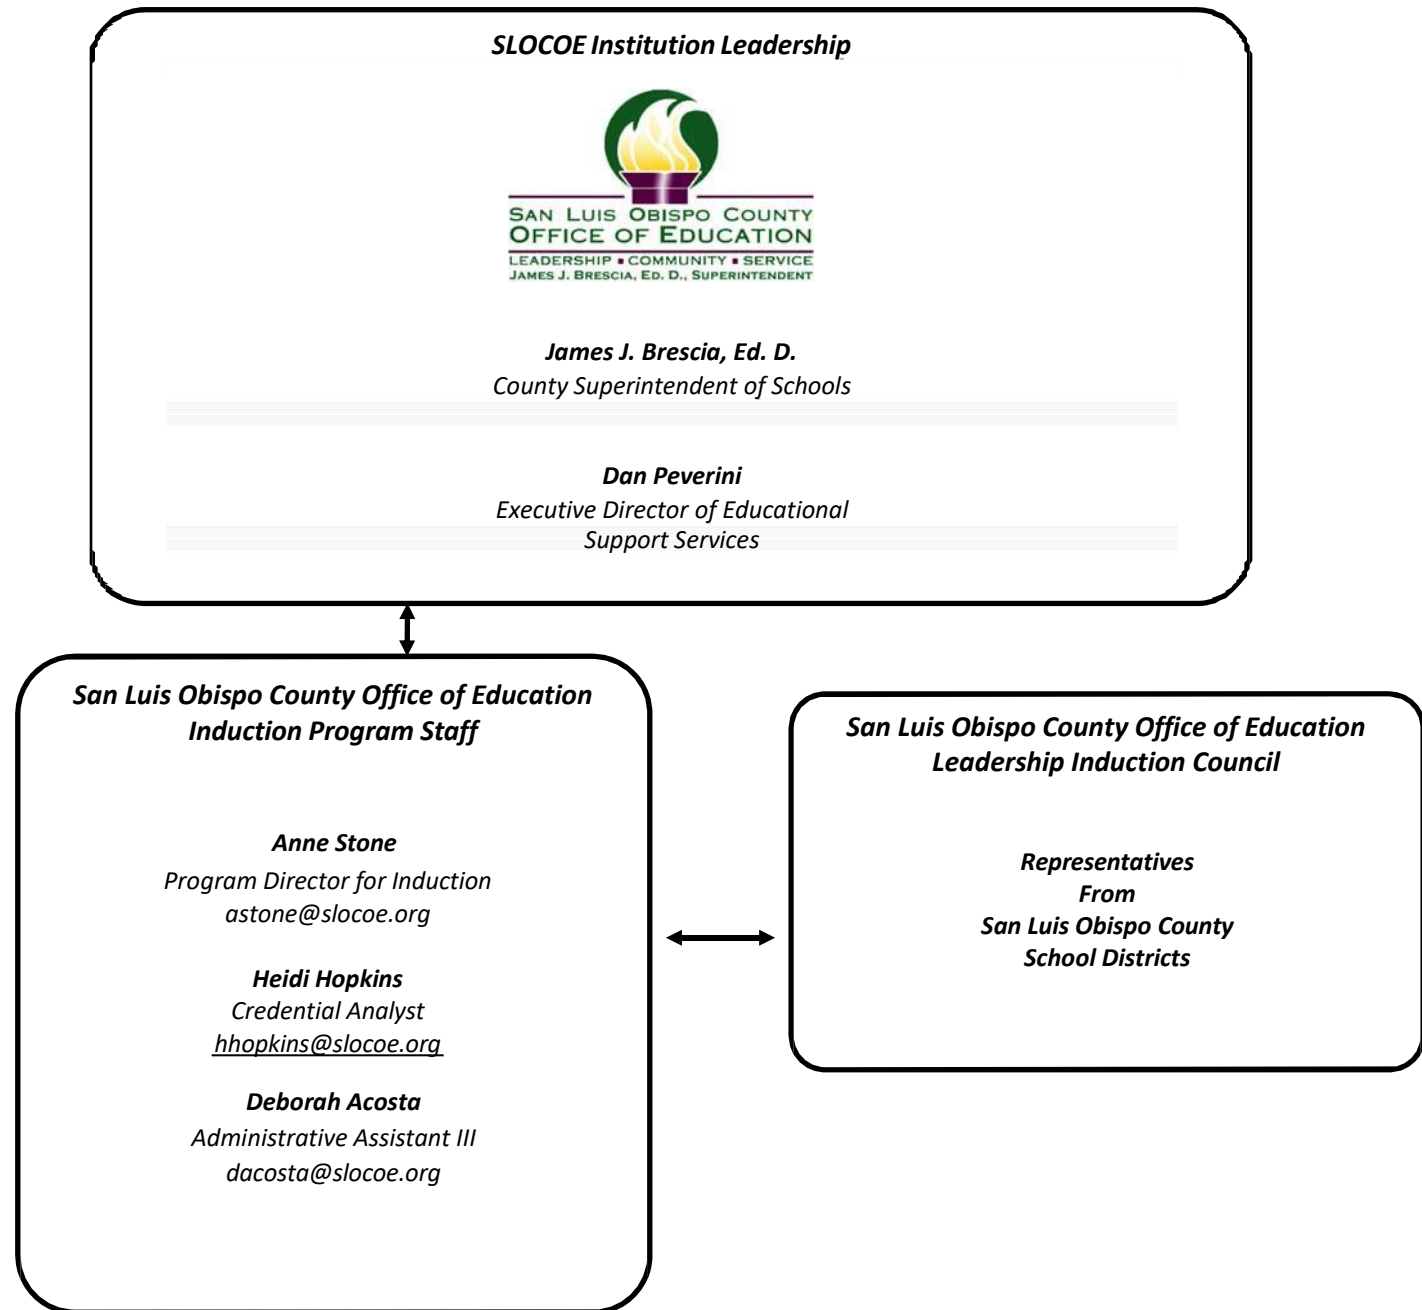 SLOCOE Institution Leadership
SAN LUIS OBISPO COUNTY
OFFICE OF EDUCATION
LEADERSHIP ▪ COMMUNITY ▪ SERVICE
JAMES J. BRESCIA, ED. D., SUPERINTENDENT
James J. Brescia, Ed. D.
County Superintendent of Schools
Dan Peverini
Executive Director of Educational
Support Services
San Luis Obispo County Office of Education
Induction Program Staff
Anne Stone
Program Director for Induction
astone@slocoe.org
Heidi Hopkins
Credential Analyst
hhopkins@slocoe.org
Deborah Acosta
Administrative Assistant III
dacosta@slocoe.org
San Luis Obispo County Office of Education
Leadership Induction Council
Representatives
From
San Luis Obispo County
School Districts